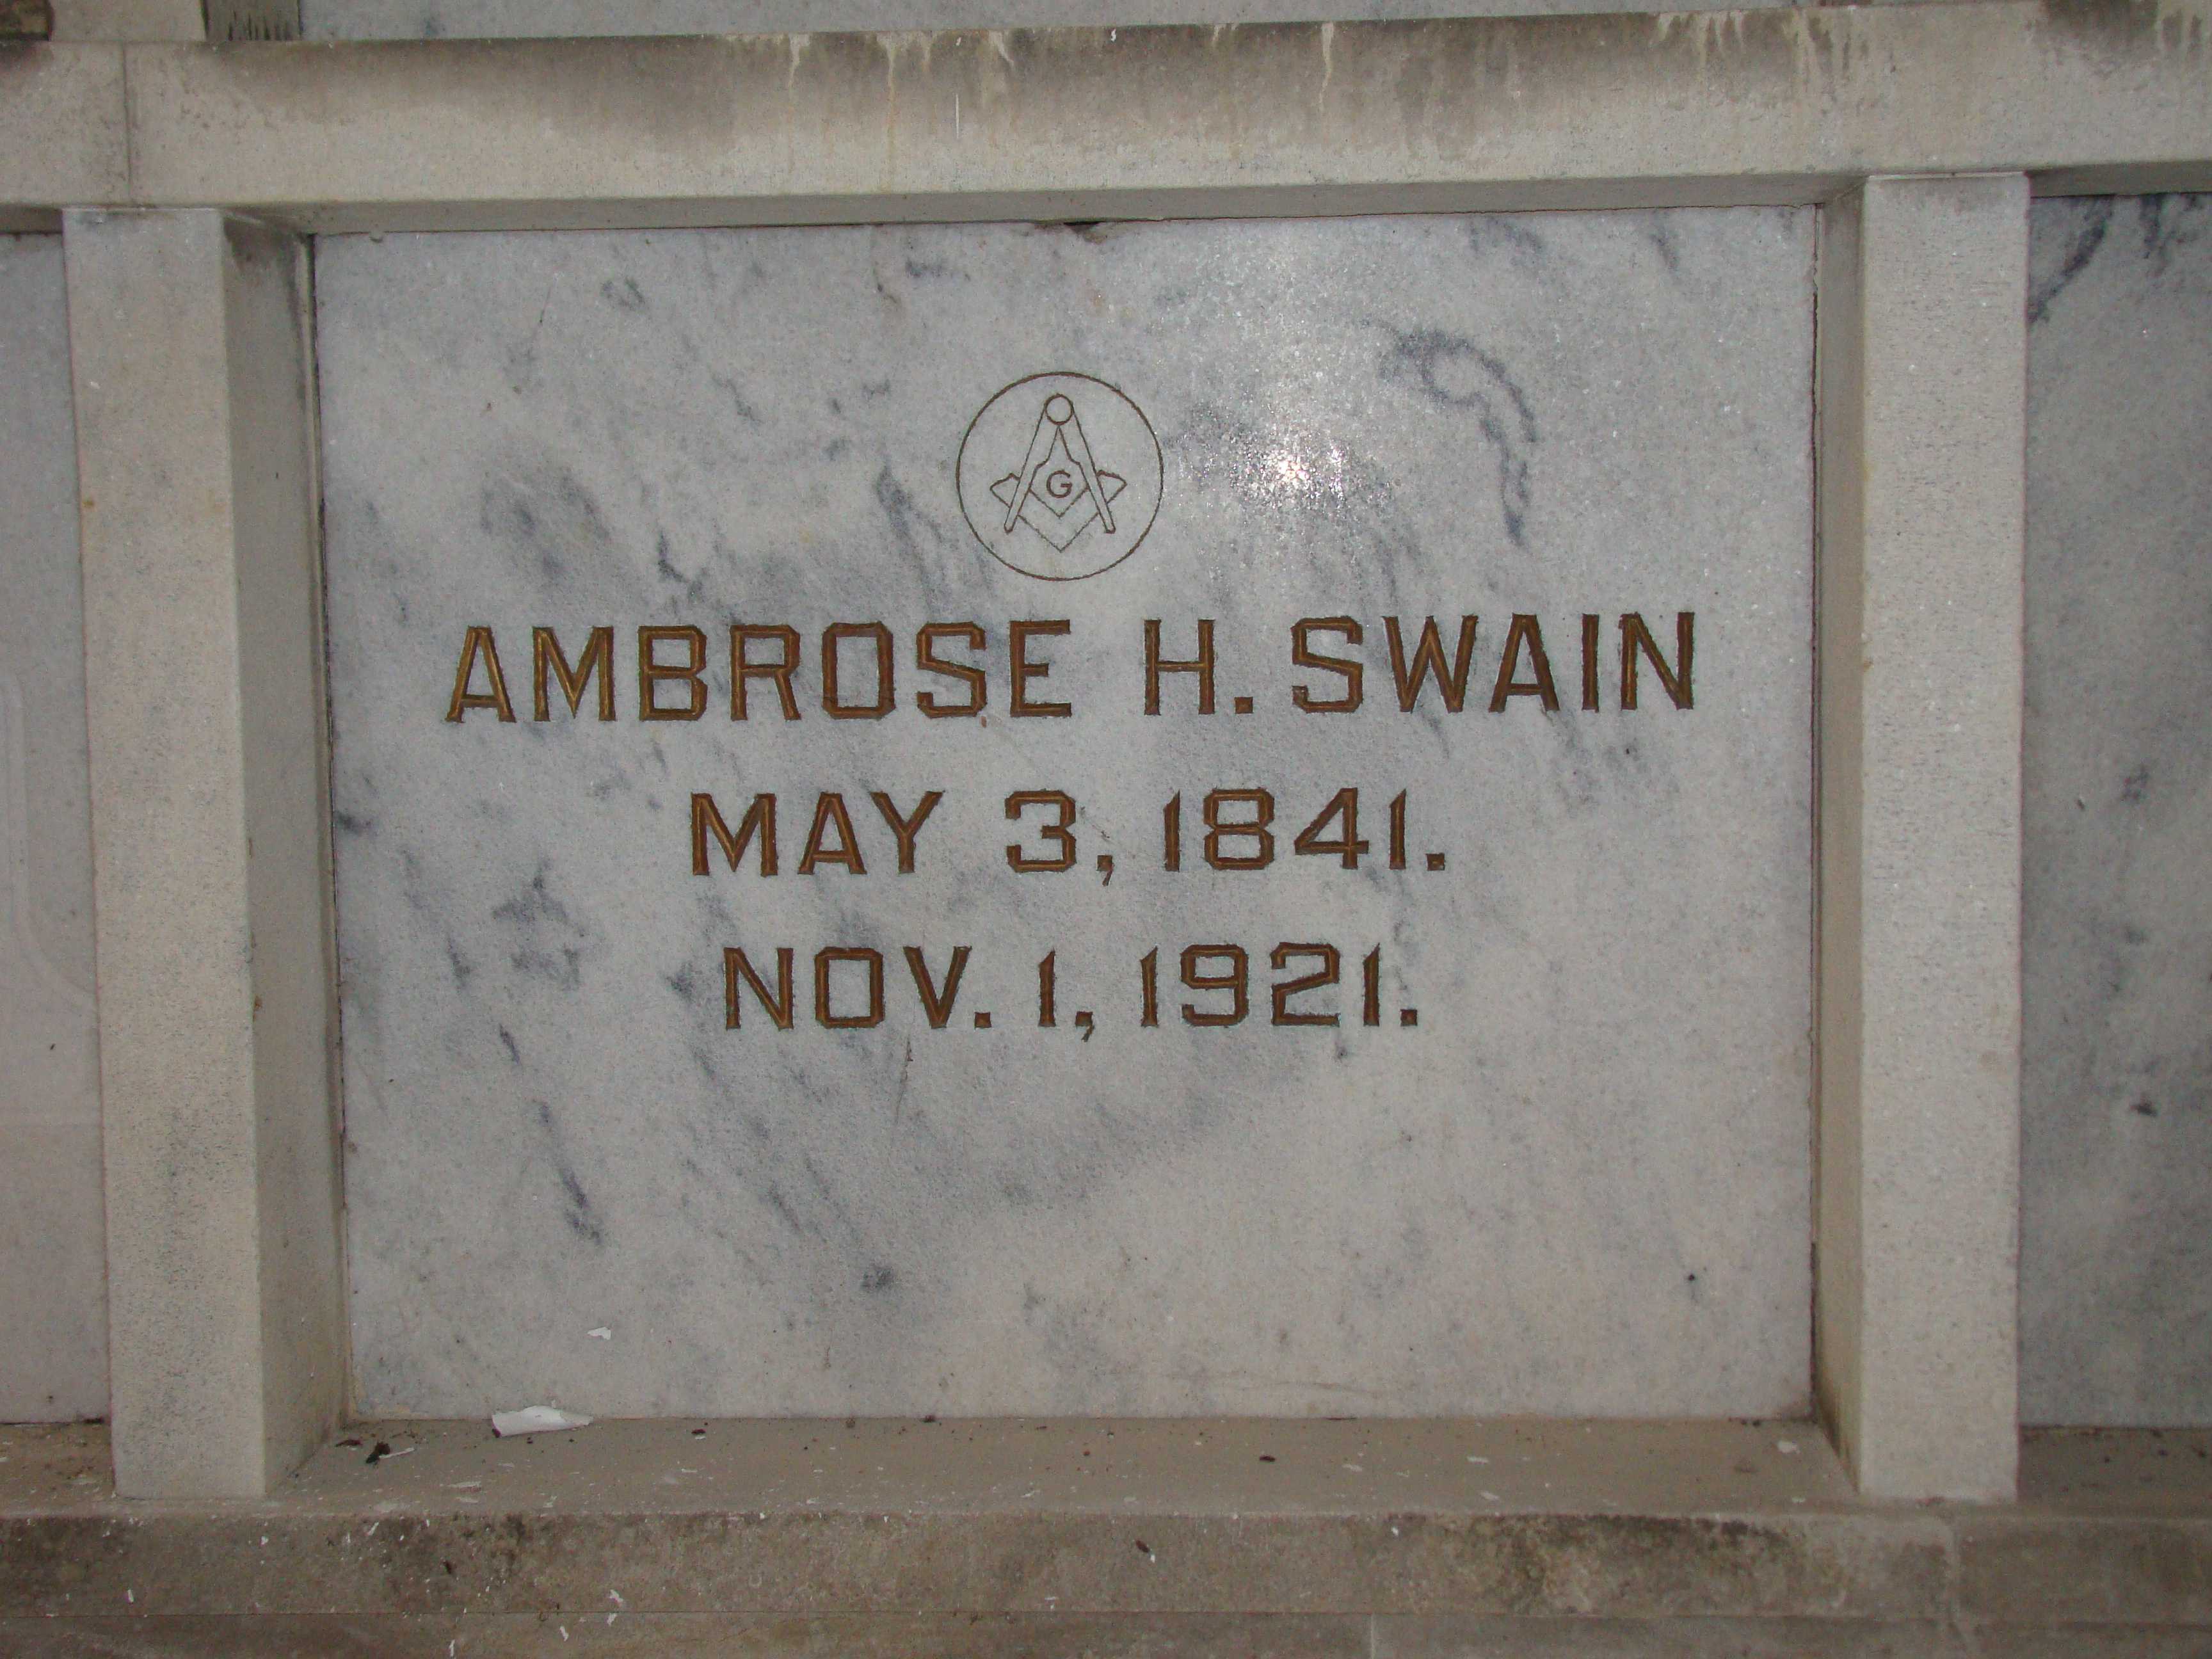 G
AMBROSE H. SWAIN
MAY 3, 1841.
NOV. 1, 1921.